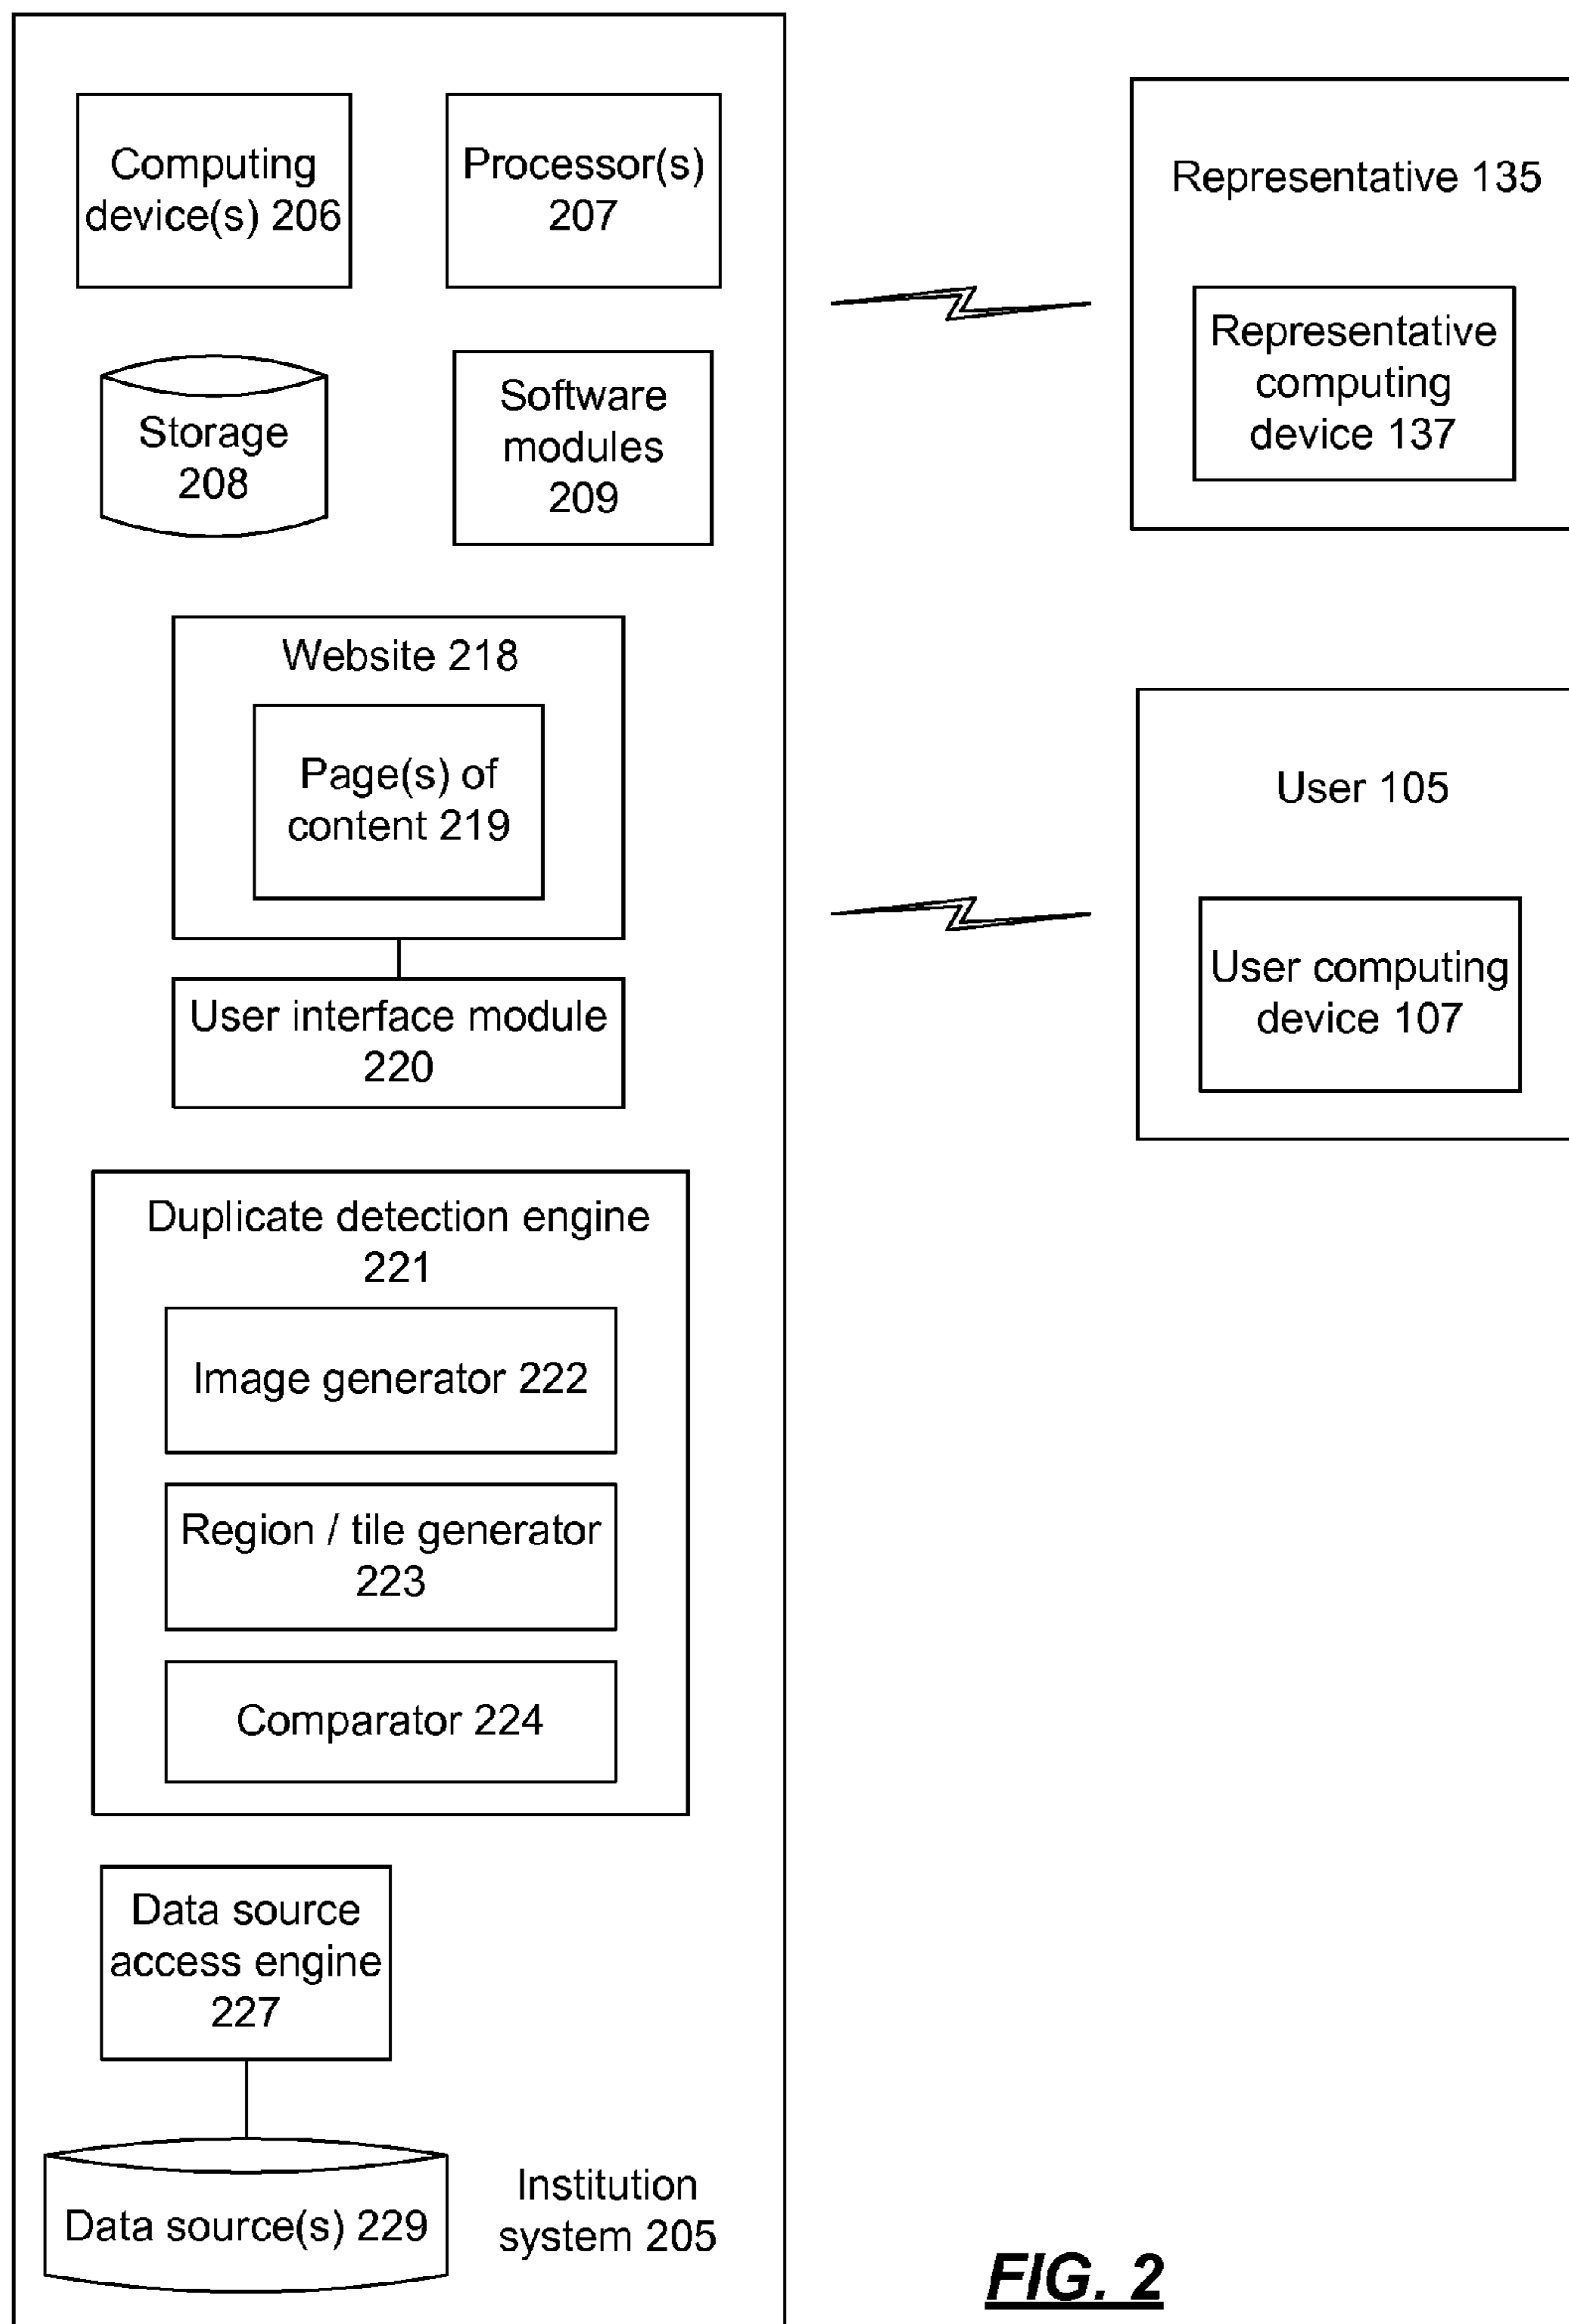 Computing
device(s) 206
Processor(s)
207
Storage
208
Software
modules
209
Website 218
Page(s) of
content 219
User interface module
220
Duplicate detection engine
221
Image generator 222
Region / tile generator
223
Comparator 224
Data source
access engine
227
Data source(s) 229
Institution
system 205
Representative 135
Representative
computing
device 137
User 105
User computing
device 107
FIG. 2